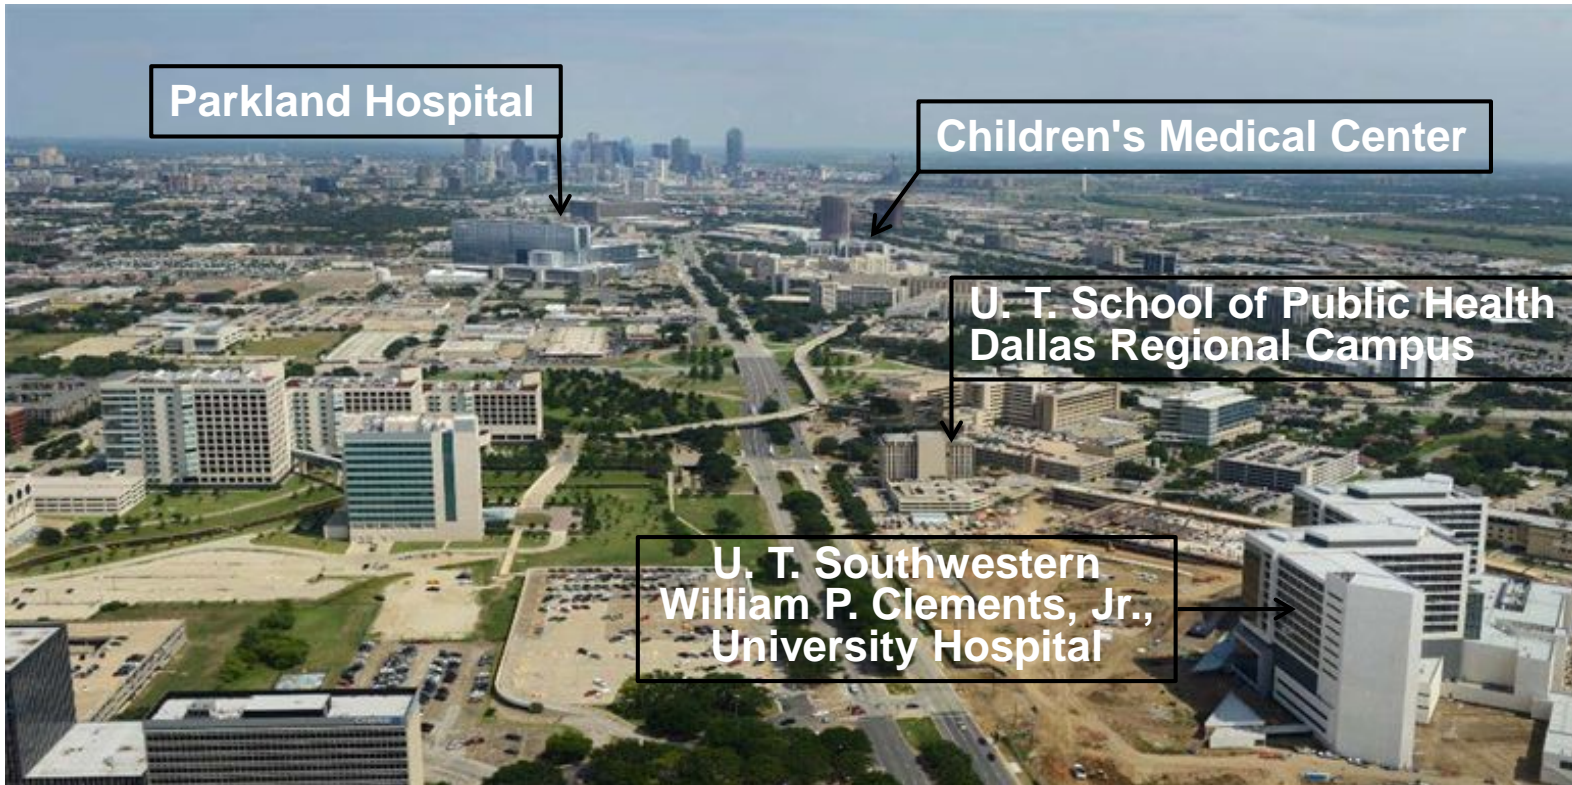 Parkland Hospital
Children's Medical Center
U. T. School of Public Health
Dallas Regional Campus
U. T. Southwestern
William P. Clements, Jr.,
University Hospital